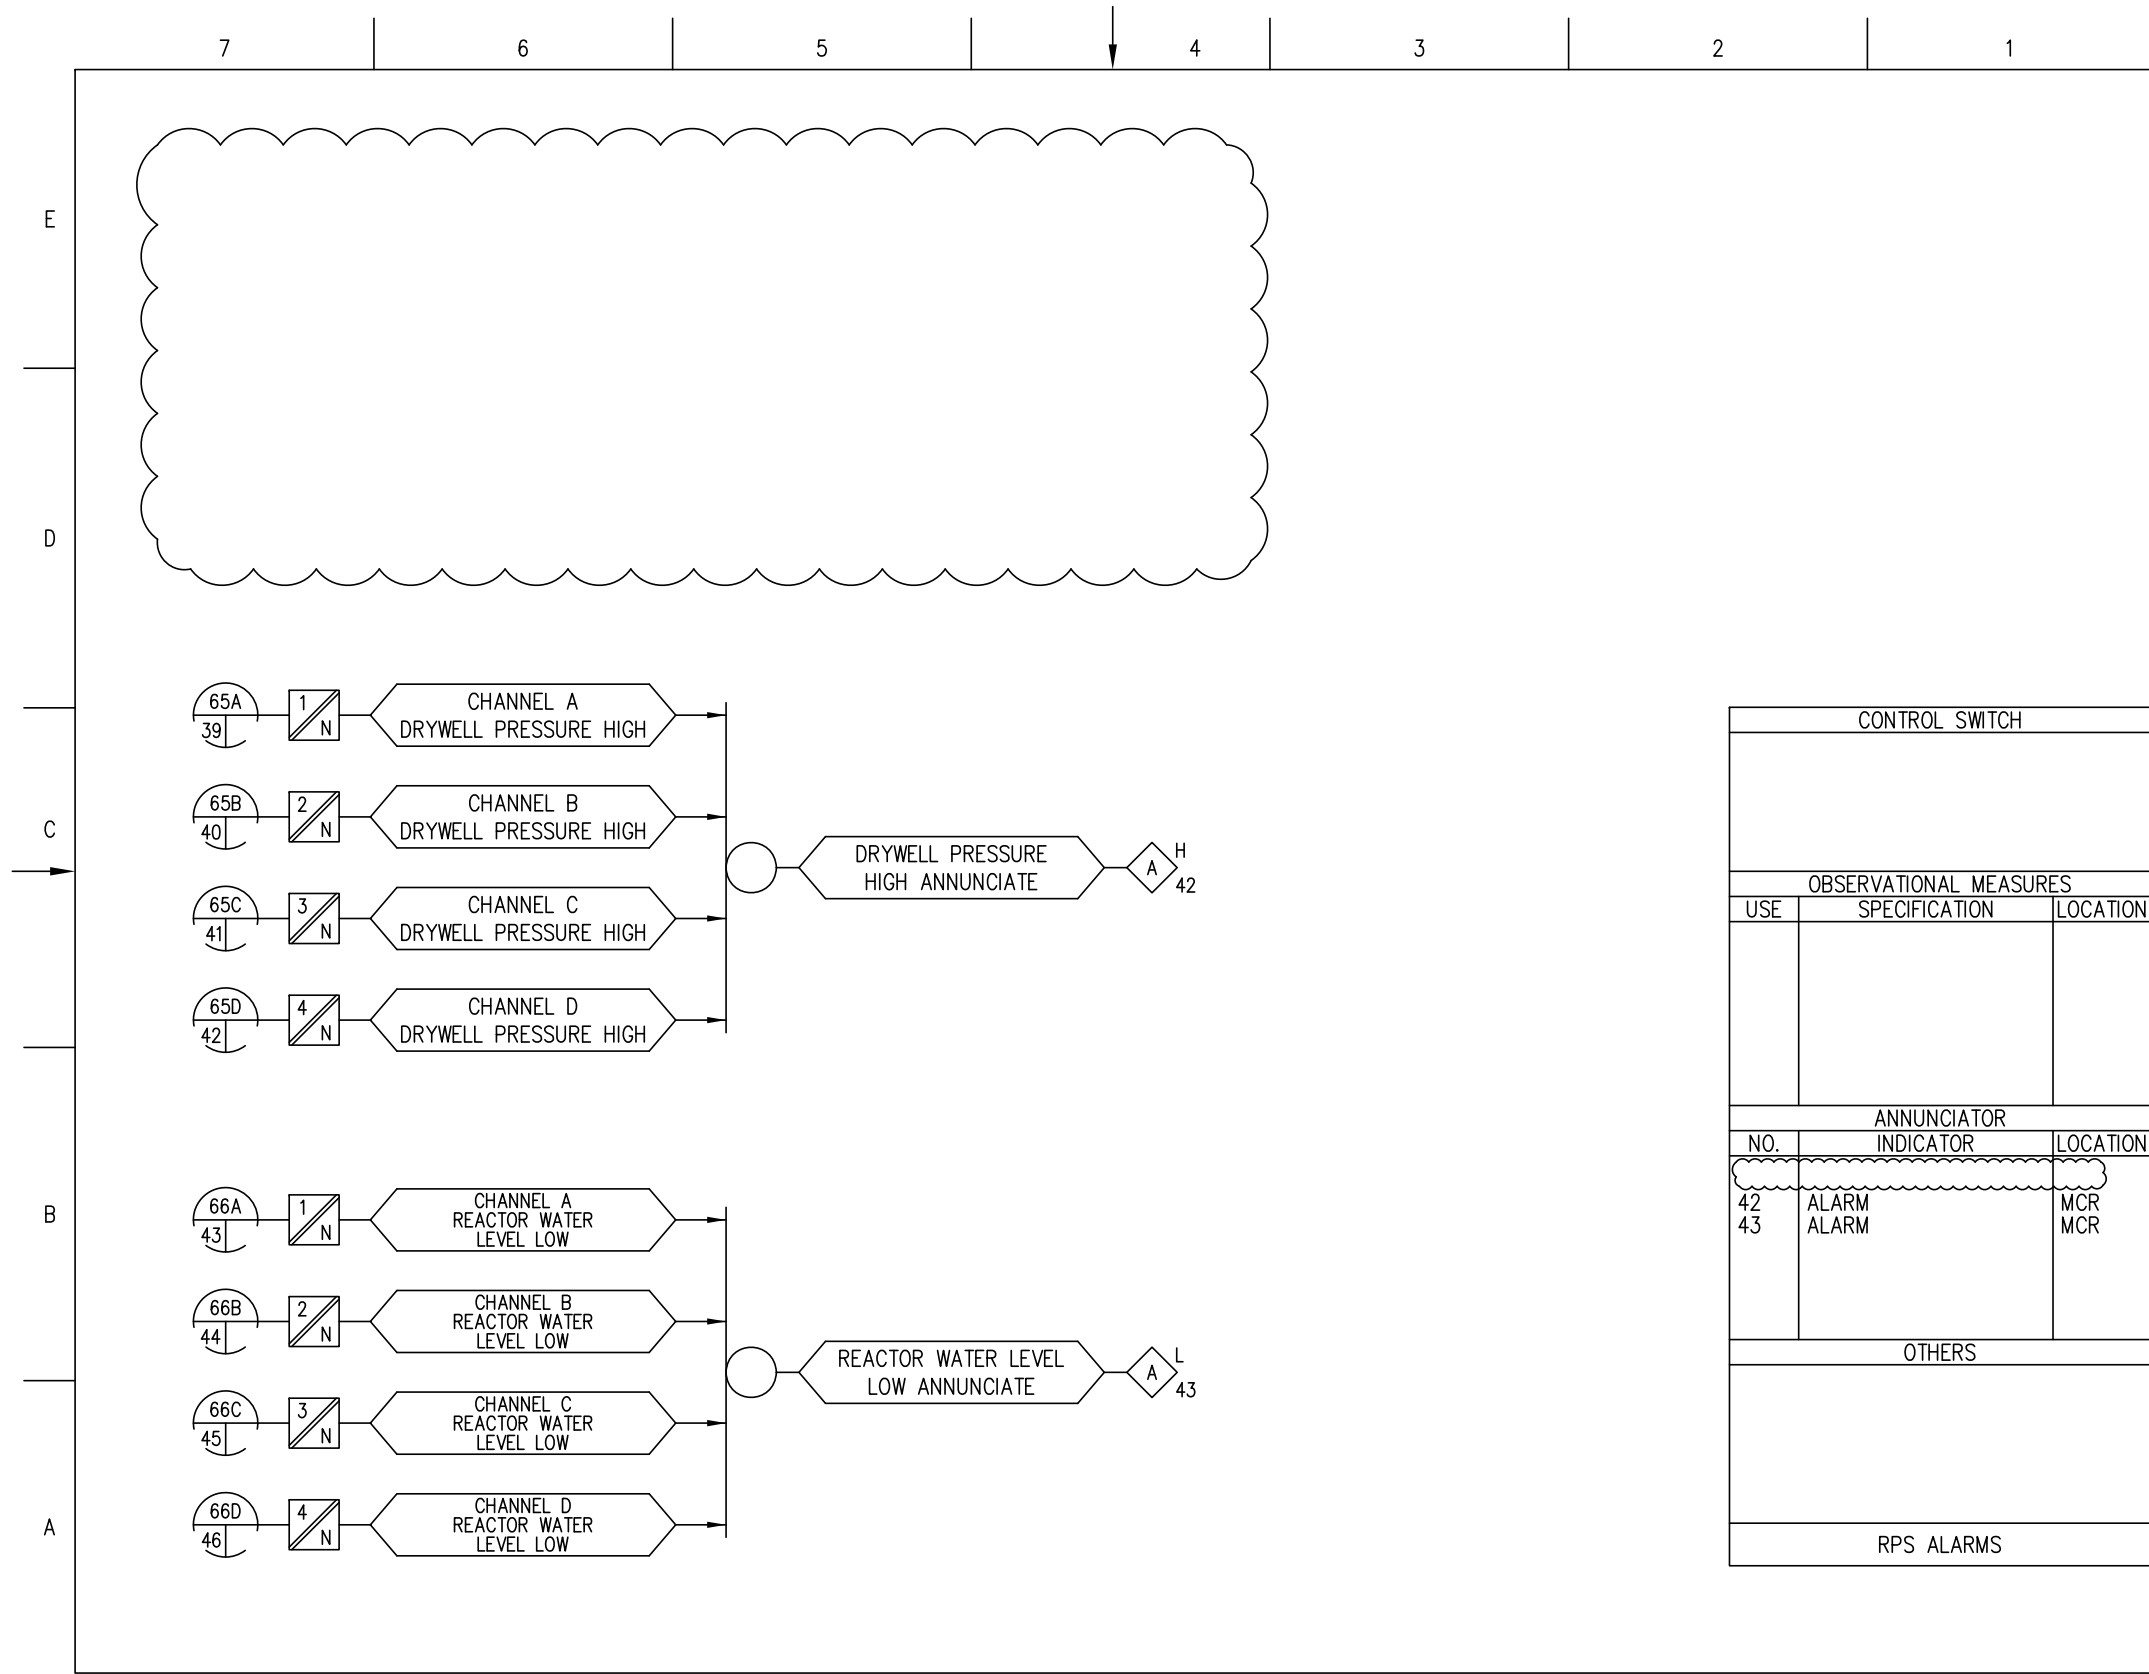 7 6 5 4 3 2 1
E
D
C
B
A
65A
39
1
N
CHANNEL A
DRYWELL PRESSURE HIGH
65B
40
2
N
CHANNEL B
DRYWELL PRESSURE HIGH
65C
41
3
N
CHANNEL C
DRYWELL PRESSURE HIGH
65D
42
4
N
CHANNEL D
DRYWELL PRESSURE HIGH
DRYWELL PRESSURE
HIGH ANNUNCIATE
A
H
42
66A
43
1
N
CHANNEL A
REACTOR WATER
LEVEL LOW
66B
44
2
N
CHANNEL B
REACTOR WATER
LEVEL LOW
66C
45
3
N
CHANNEL C
REACTOR WATER
LEVEL LOW
66D
46
4
N
CHANNEL D
REACTOR WATER
LEVEL LOW
REACTOR WATER LEVEL
LOW ANNUNCIATE
A
L
43
CONTROL SWITCH
OBSERVATIONAL MEASURES
USE SPECIFICATION LOCATION
ANNUNCIATOR
NO. INDICATOR LOCATION
42 ALARM MCR
43 ALARM MCR
OTHERS
RPS ALARMS